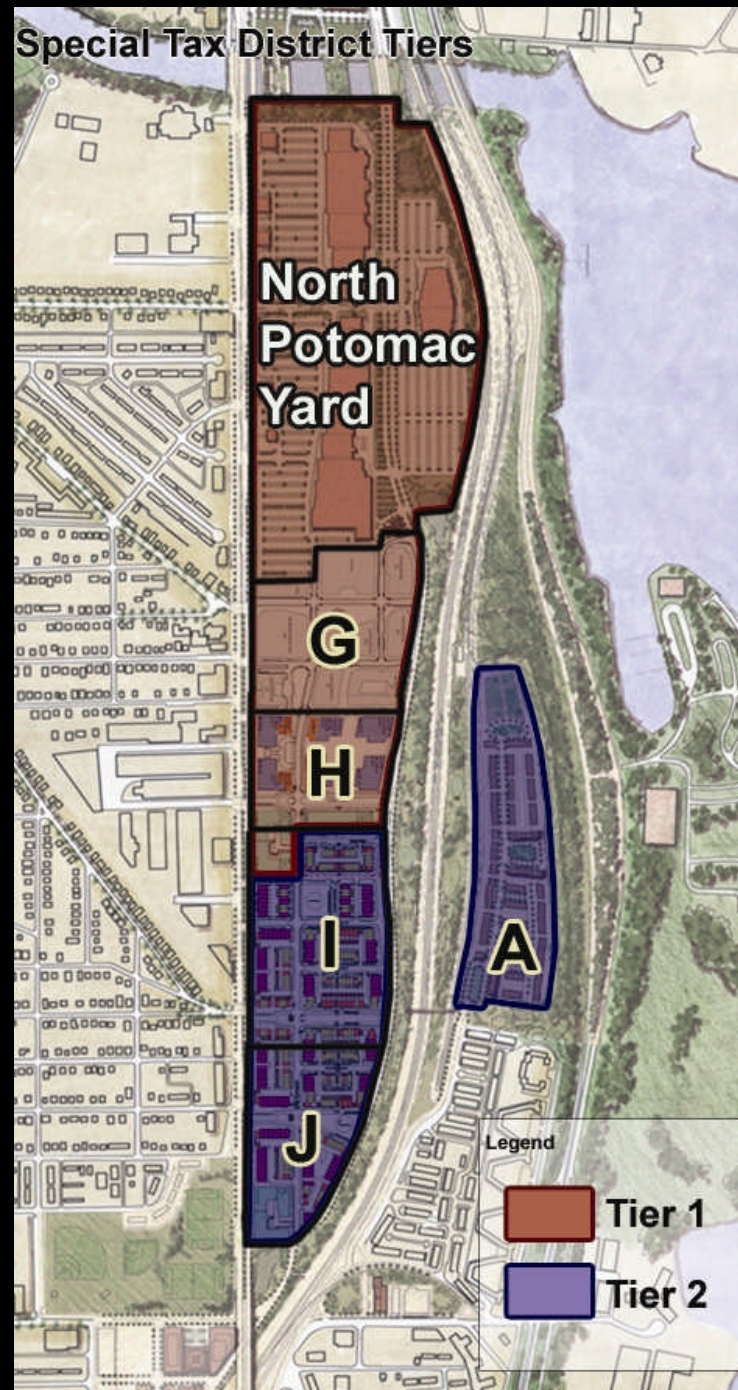 Special Tax District Tiers
North
Potomac
Yard
G
H
I
A
J
Legend
Tier 1
Tier 2